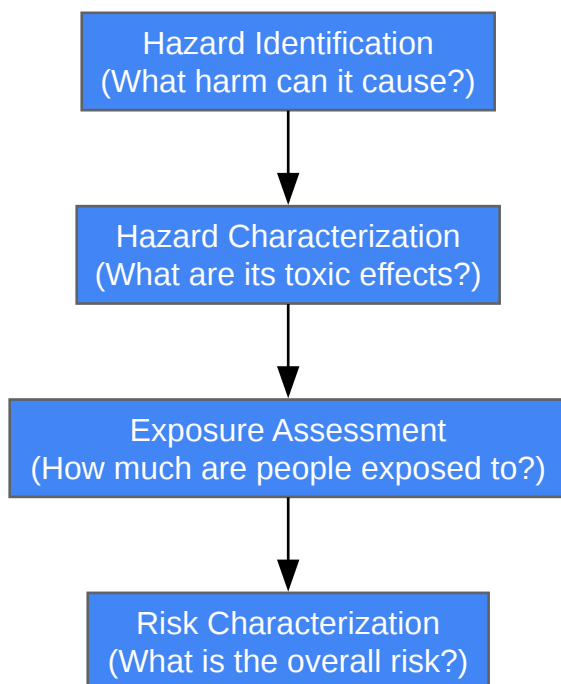 Hazard Identification
(What harm can it cause?)
Hazard Characterization
(What are its toxic effects?)
Exposure Assessment
(How much are people exposed to?)
Risk Characterization
(What is the overall risk?)